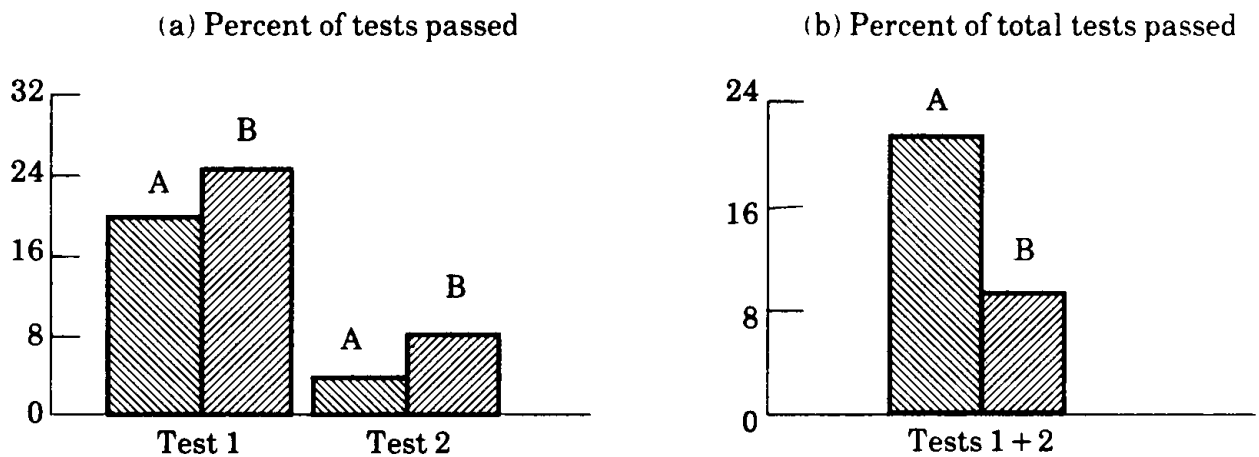 (a) Percent of tests passed
32
24
16
8
0
A
B
A
B
Test 1
Test 2
(b) Percent of total tests passed
24
16
8
0
A
B
Tests 1 + 2